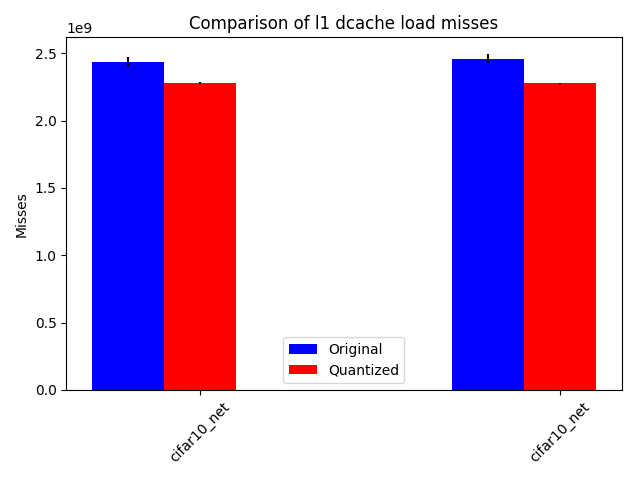 Comparison of l1 dcache load misses
1e9
2.5
2.0
1.5
1.0
0.5
0.0
Misses
Original
Quantized
cifar10_net
cifar10_net